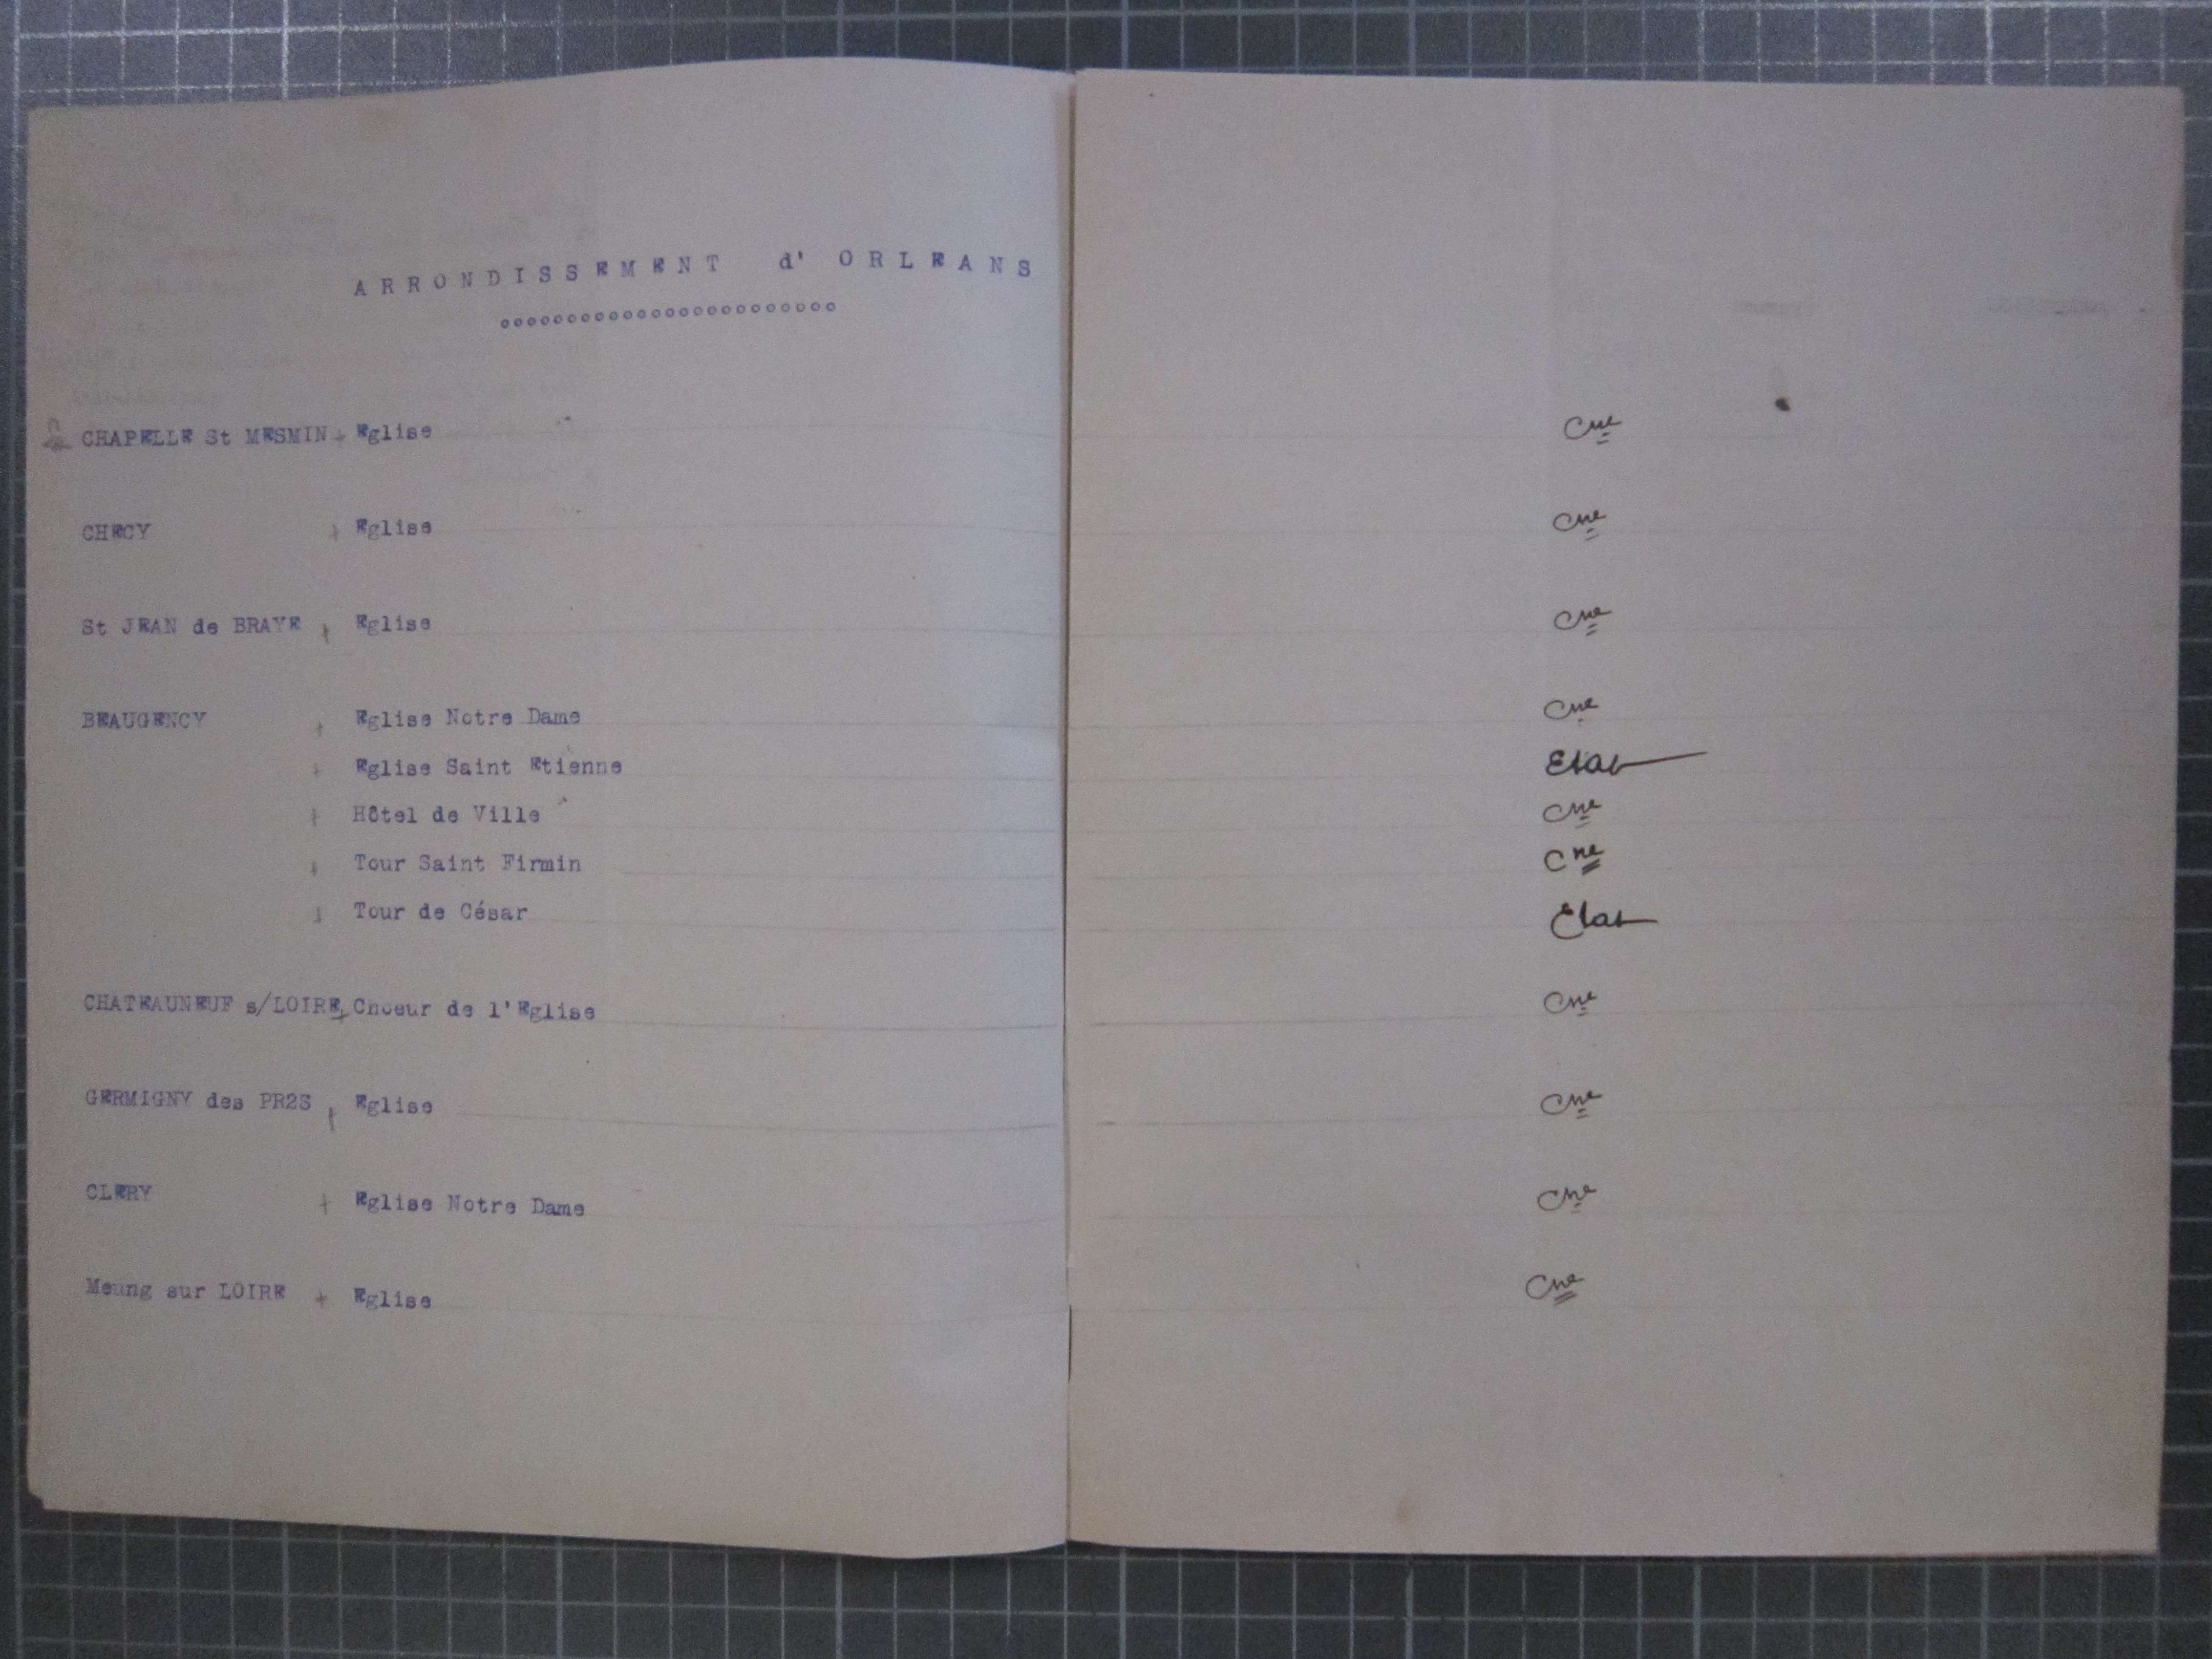 ARRONDISSEMENT d' ORLEANS
°°°°°°°°°°°°°°°°°°°°°°°°
CHAPELLE St MESMIN + Eglise Cne
CHECY + Eglise Cne
St JEAN de BRAYE + Eglise Cne
BEAUGENCY + Eglise Notre Dame Cne
+ Eglise Saint Etienne Etat
+ Hôtel de Ville Cne
+ Tour Saint Firmin Cne
+ Tour de César Etat
CHATEAUNEUF s/LOIRE + Choeur de l'Eglise Cne
GERMIGNY des PR2S + Eglise Cne
CLERY + Eglise Notre Dame Cne
Meung sur LOIRE + Eglise Cne